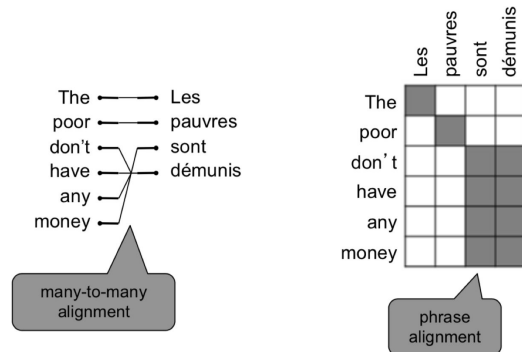 The Les
poor pauvres
don't sont
have démunis
any
money
many-to-many
alignment
Les pauvres sont démunis
The
poor
don't
have
any
money
phrase
alignment